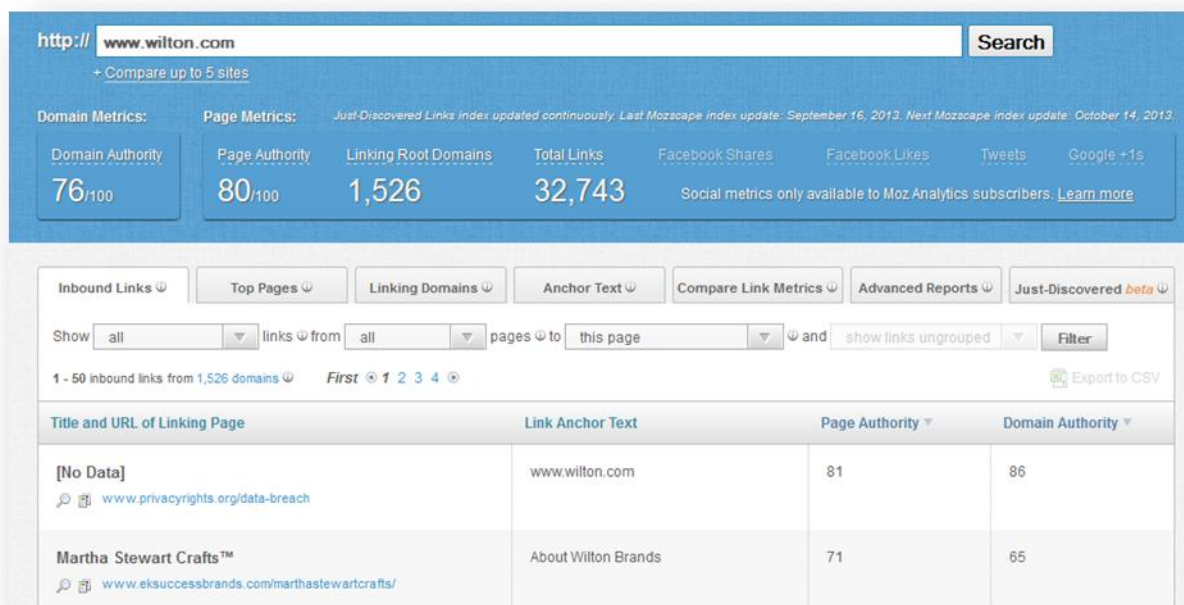 http:// www.wilton.com Search
+ Compare up to 5 sites
Domain Metrics: Page Metrics: Just-Discovered Links index updated continuously. Last Mozscape index update: September 16, 2013. Next Mozscape index update: October 14, 2013.
Domain Authority Page Authority Linking Root Domains Total Links Facebook Shares Facebook Likes Tweets Google +1s
76/100 80/100 1,526 32,743 Social metrics only available to Moz Analytics subscribers. Learn more
Inbound Links Top Pages Linking Domains Anchor Text Compare Link Metrics Advanced Reports Just-Discovered beta
Show all links from all pages to this page and show links ungrouped Filter
1 - 50 inbound links from 1,526 domains First 1 2 3 4 Export to CSV
Title and URL of Linking Page Link Anchor Text Page Authority Domain Authority
[No Data] www.wilton.com 81 86
www.privacyrights.org/data-breach
Martha Stewart Crafts™ About Wilton Brands 71 65
www.eksuccessbrands.com/marthastewartcrafts/